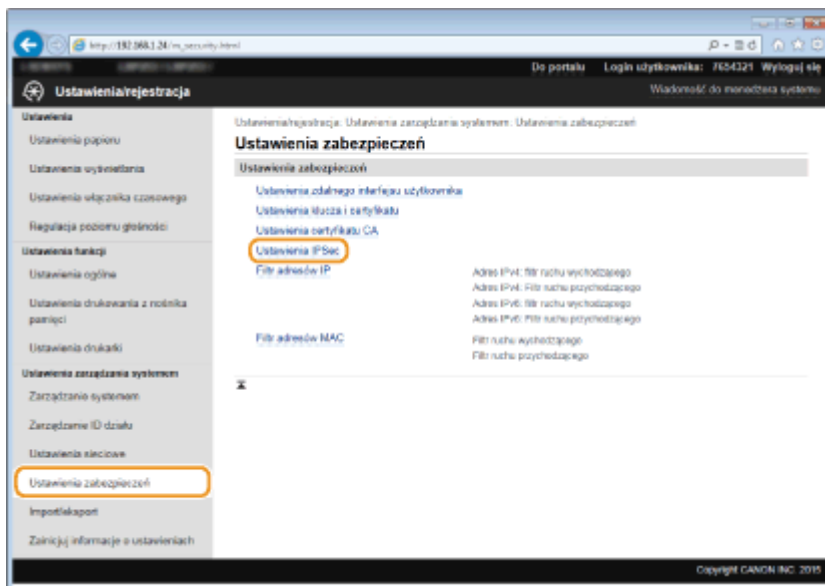 http://192.168.1.24/m_security.html
Do portalu Login użytkownika: 7654321 Wyloguj się
Ustawienia/rejestracja
Wiadomość do menedżera systemu
Ustawienia
Ustawienia papieru
Ustawienia wyświetlania
Ustawienia włącznika czasowego
Regulacja poziomu głośności
Ustawienia funkcji
Ustawienia ogólne
Ustawienia drukowania z nośnika
pamięci
Ustawienia drukarki
Ustawienia zarządzania systemem
Zarządzanie systemem
Zarządzanie ID działu
Ustawienia sieciowe
Ustawienia zabezpieczeń
Import/eksport
Zainicjuj informacje o ustawieniach
Ustawienia/rejestracja: Ustawienia zarządzania systemem: Ustawienia zabezpieczeń
Ustawienia zabezpieczeń
Ustawienia zabezpieczeń
Ustawienia zdalnego interfejsu użytkownika
Ustawienia klucza i certyfikatu
Ustawienia certyfikatu CA
Ustawienia IPSec
Filtr adresów IP
Adres IPv4: filtr ruchu wychodzącego
Adres IPv4: Filtr ruchu przychodzącego
Adres IPv6: filtr ruchu wychodzącego
Adres IPv6: Filtr ruchu przychodzącego
Filtr adresów MAC
Filtr ruchu wychodzącego
Filtr ruchu przychodzącego
Copyright CANON INC. 2015